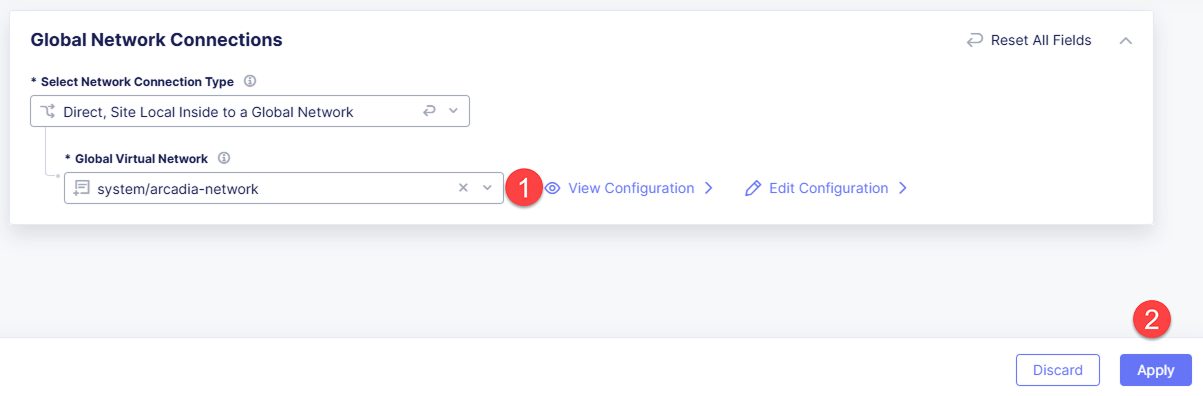 Global Network Connections
Reset All Fields
* Select Network Connection Type
Direct, Site Local Inside to a Global Network
* Global Virtual Network
system/arcadia-network
1
View Configuration
Edit Configuration
2
Discard
Apply